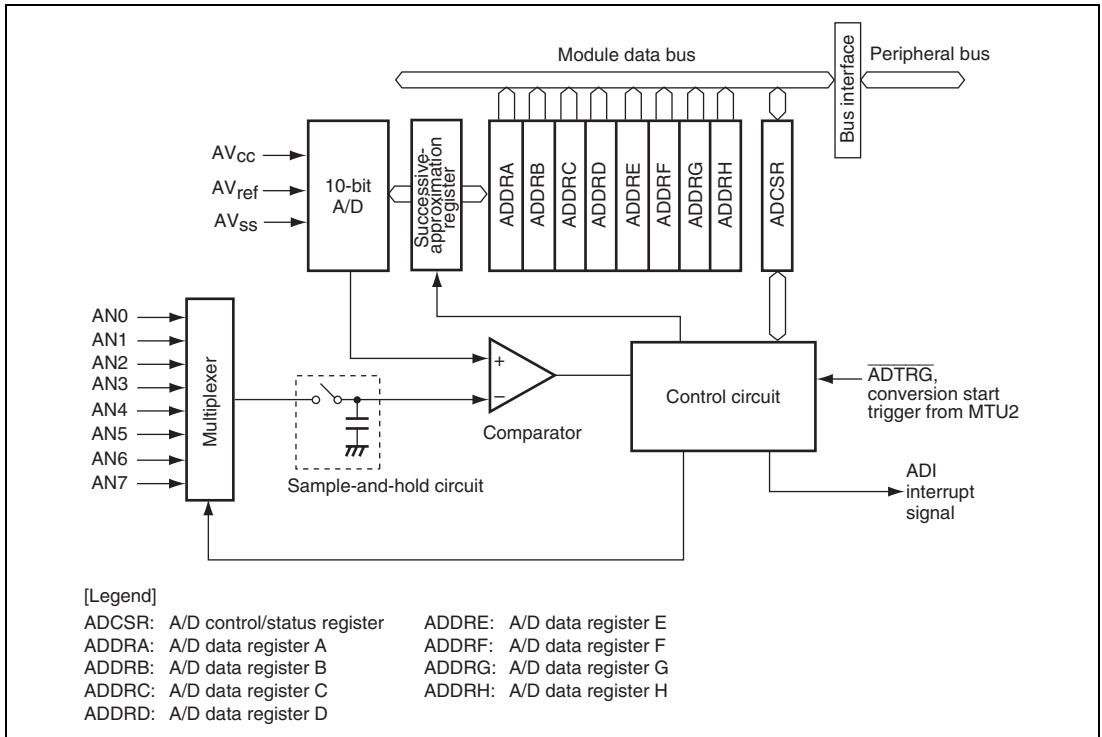 Module data bus
Peripheral bus
Bus interface
AVcc
AVref
AVss
10-bit
A/D
Successive-
approximation
register
ADDRA
ADDRB
ADDRC
ADDRD
ADDRE
ADDRF
ADDRG
ADDRH
ADCSR
AN0
AN1
AN2
AN3
AN4
AN5
AN6
AN7
Multiplexer
Sample-and-hold circuit
+
−
Comparator
Control circuit
ADTRG,
conversion start
trigger from MTU2
ADI
interrupt
signal
[Legend]
ADCSR: A/D control/status register
ADDRA: A/D data register A
ADDRB: A/D data register B
ADDRC: A/D data register C
ADDRD: A/D data register D
ADDRE: A/D data register E
ADDRF: A/D data register F
ADDRG: A/D data register G
ADDRH: A/D data register H